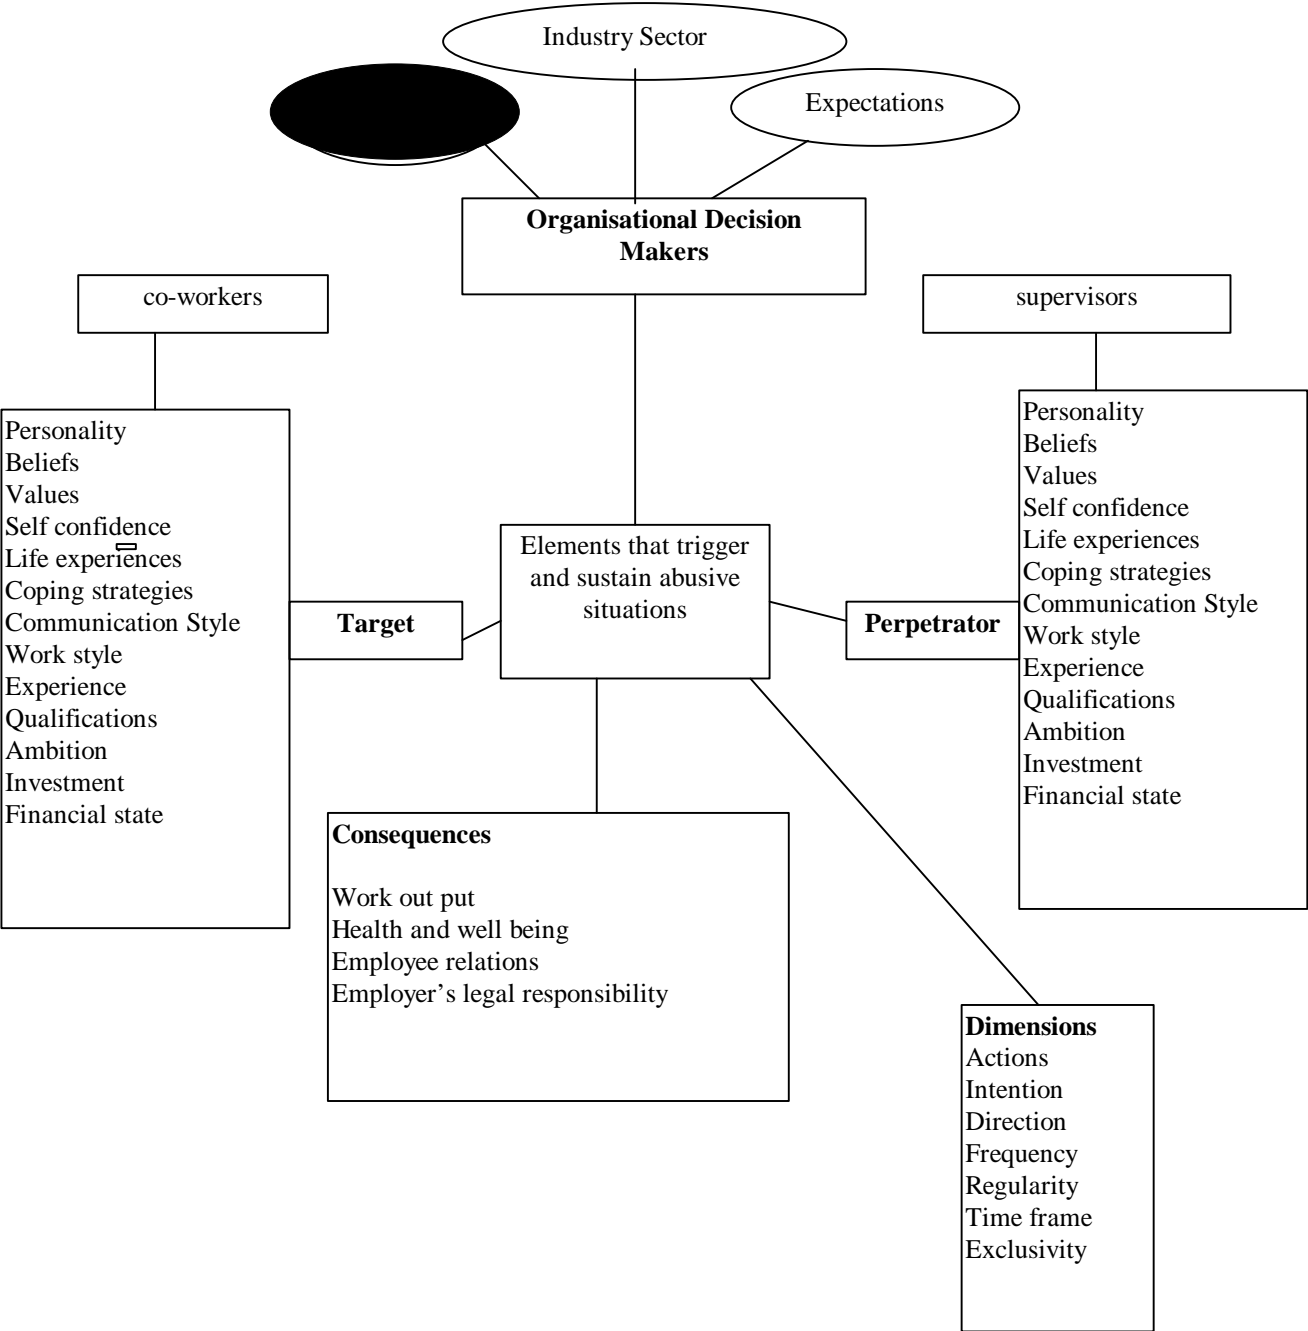 Industry Sector
Expectations
Organisational Decision
Makers
co-workers
supervisors
Personality
Beliefs
Values
Self confidence
Life experiences
Coping strategies
Communication Style
Work style
Experience
Qualifications
Ambition
Investment
Financial state
Target
Elements that trigger
and sustain abusive
situations
Perpetrator
Personality
Beliefs
Values
Self confidence
Life experiences
Coping strategies
Communication Style
Work style
Experience
Qualifications
Ambition
Investment
Financial state
Consequences
Work out put
Health and well being
Employee relations
Employer’s legal responsibility
Dimensions
Actions
Intention
Direction
Frequency
Regularity
Time frame
Exclusivity